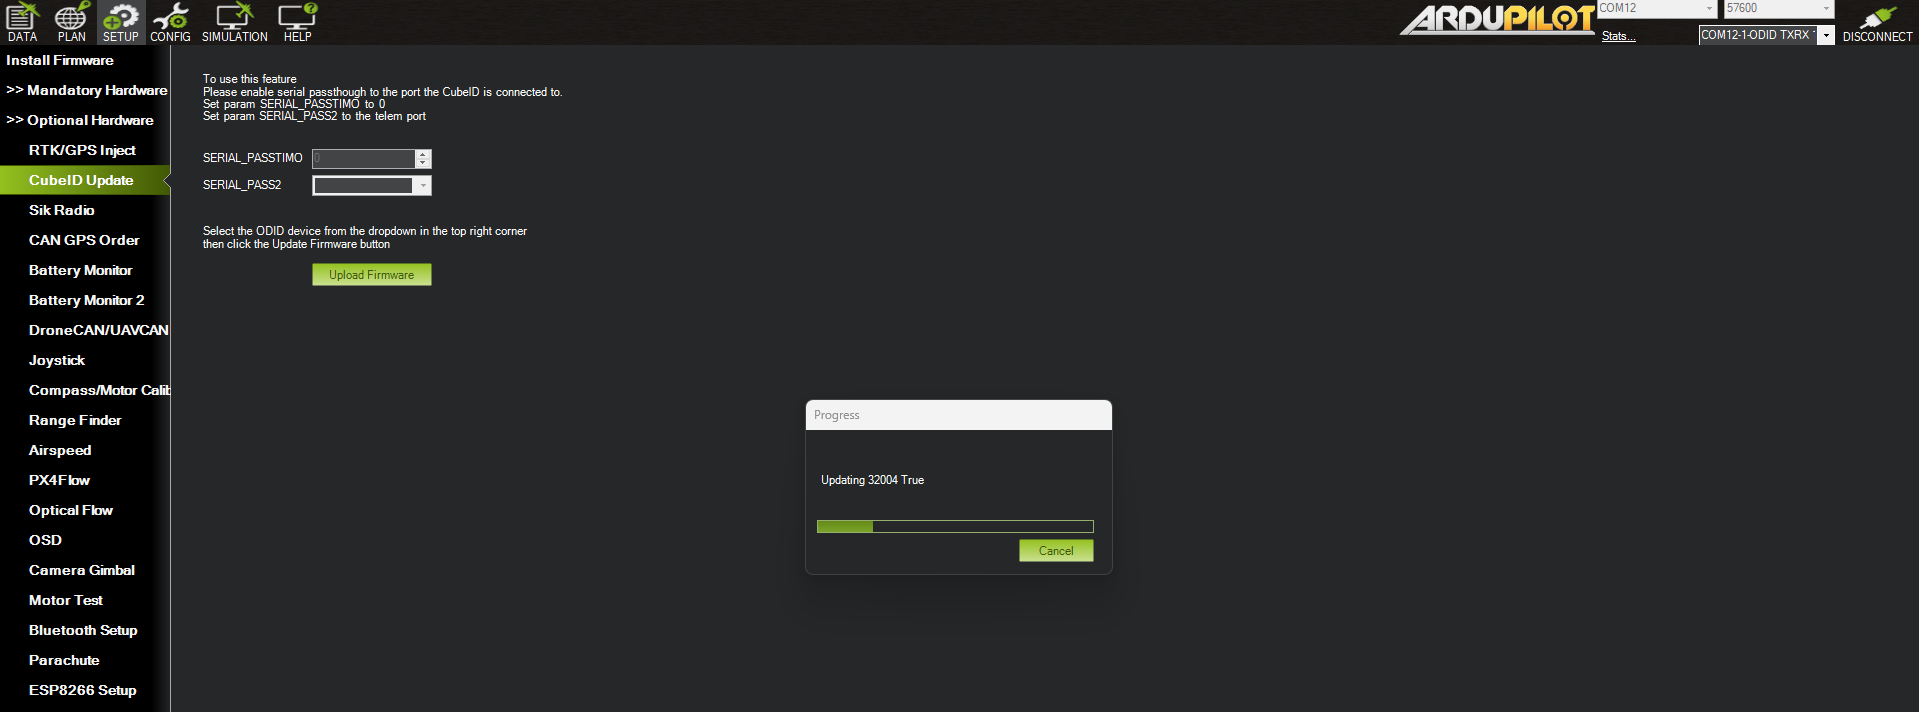 DATA PLAN SETUP CONFIG SIMULATION HELP
ARDUPILOT
COM12 57600
Stats... COM12-1-ODID TXRX DISCONNECT
Install Firmware
>> Mandatory Hardware
>> Optional Hardware
RTK/GPS Inject
CubeID Update
Sik Radio
CAN GPS Order
Battery Monitor
Battery Monitor 2
DroneCAN/UAVCAN
Joystick
Compass/Motor Calib
Range Finder
Airspeed
PX4Flow
Optical Flow
OSD
Camera Gimbal
Motor Test
Bluetooth Setup
Parachute
ESP8266 Setup
To use this feature
Please enable serial passthough to the port the CubeID is connected to.
Set param SERIAL_PASSTIMO to 0
Set param SERIAL_PASS2 to the telem port
SERIAL_PASSTIMO 0
SERIAL_PASS2
Select the ODID device from the dropdown in the top right corner
then click the Update Firmware button
Upload Firmware
Progress
Updating 32004 True
Cancel